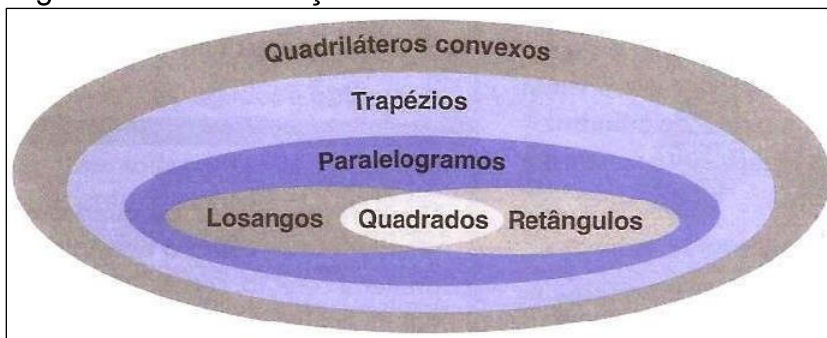 Quadriláteros convexos
Trapézios
Paralelogramos
Losangos Quadrados Retângulos